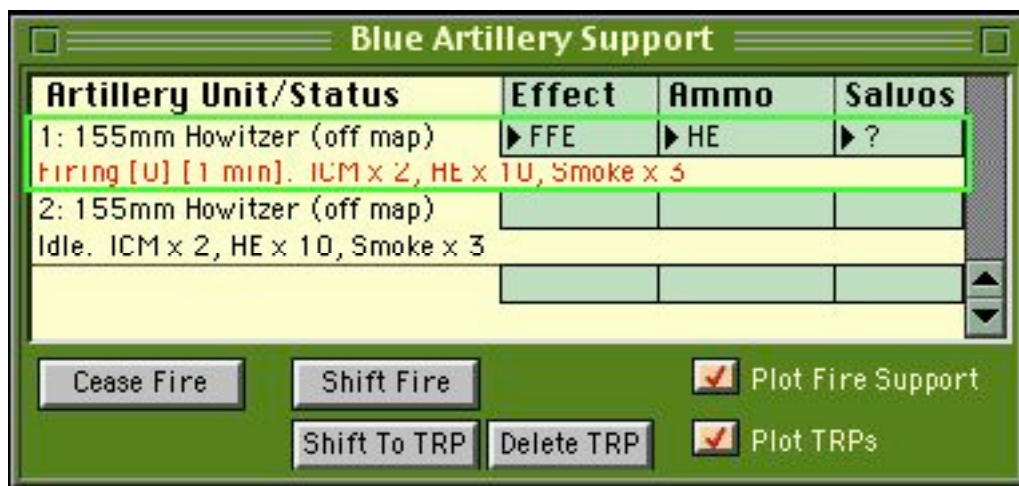 Blue Artillery Support
Artillery Unit/Status Effect Ammo Salvos
1: 155mm Howitzer (off map) FFE HE ?
Firing [0] [1 min]. ICM x 2, HE x 10, Smoke x 3
2: 155mm Howitzer (off map)
Idle. ICM x 2, HE x 10, Smoke x 3
Cease Fire Shift Fire Plot Fire Support
Shift To TRP Delete TRP Plot TRPs